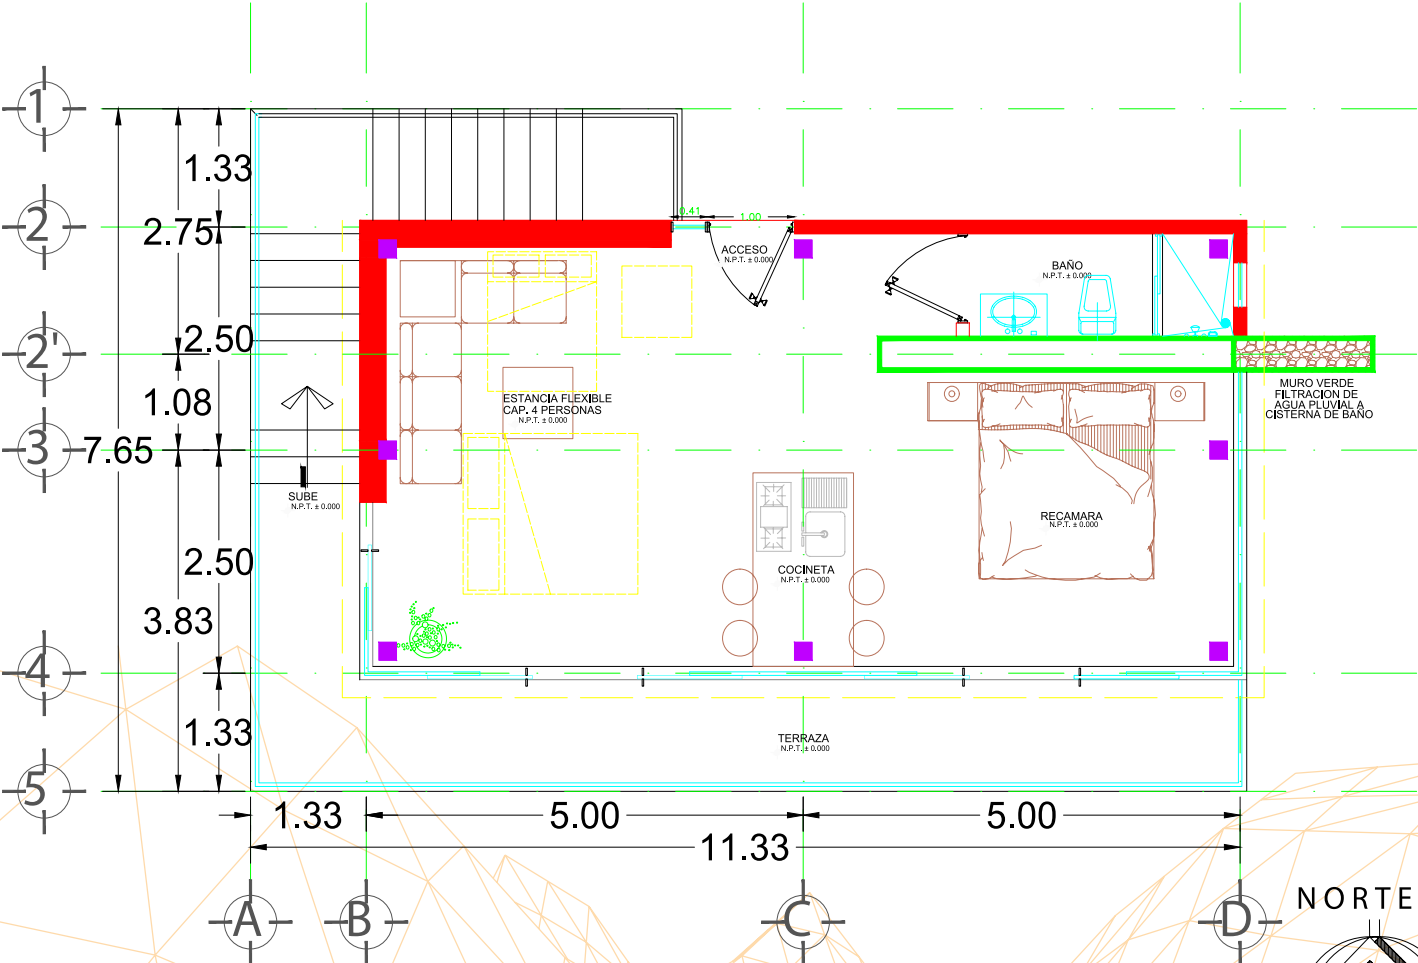 1
1.33
0.41
1.00
2
2.75
ACCESO
N.P.T. ± 0.000
BAÑO
N.P.T. ± 0.000
2'
2.50
MURO VERDE
FILTRACION DE
AGUA PLUVIAL A
CISTERNA DE BAÑO
1.08
ESTANCIA FLEXIBLE
CAP. 4 PERSONAS
N.P.T. ± 0.000
3
7.65
SUBE
N.P.T. ± 0.000
RECAMARA
N.P.T. ± 0.000
2.50
COCINETA
N.P.T. ± 0.000
3.83
4
1.33
TERRAZA
N.P.T. ± 0.000
5
1.33
5.00
5.00
11.33
NORTE
A
B
C
D